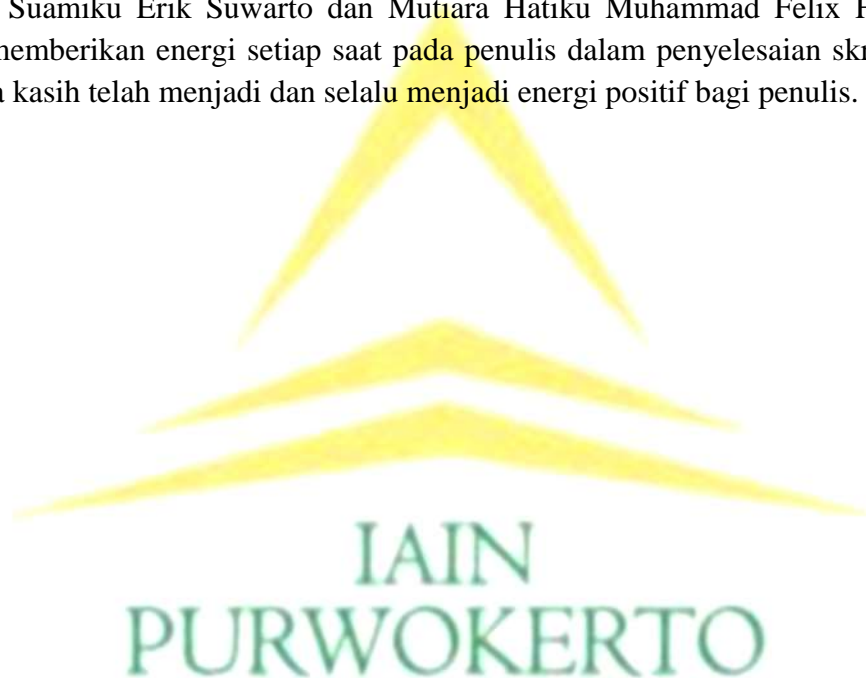 Suamiku Erik Suwarto dan Mutiara Hatiku Muhammad Felix
memberikan energi setiap saat pada penulis dalam penyelesaian
kasih telah menjadi dan selalu menjadi energi positif bagi penulis.
IAIN
PURWOKERTO